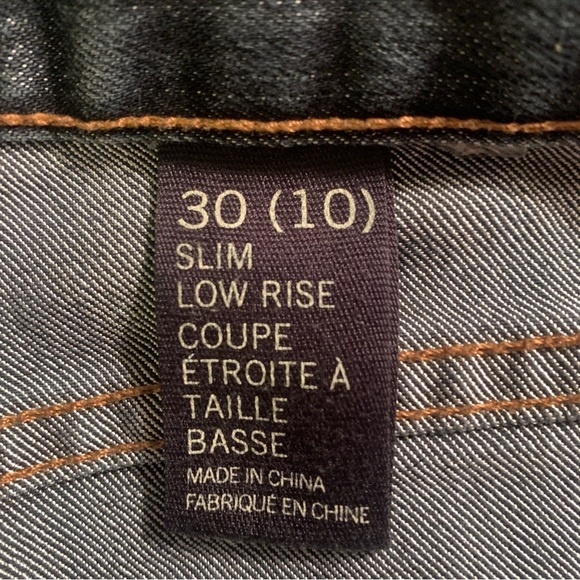 30 (10)
SLIM
LOW RISE
COUPE
ÉTROITE À
TAILLE
BASSE
MADE IN CHINA
FABRIQUÉ EN CHINE